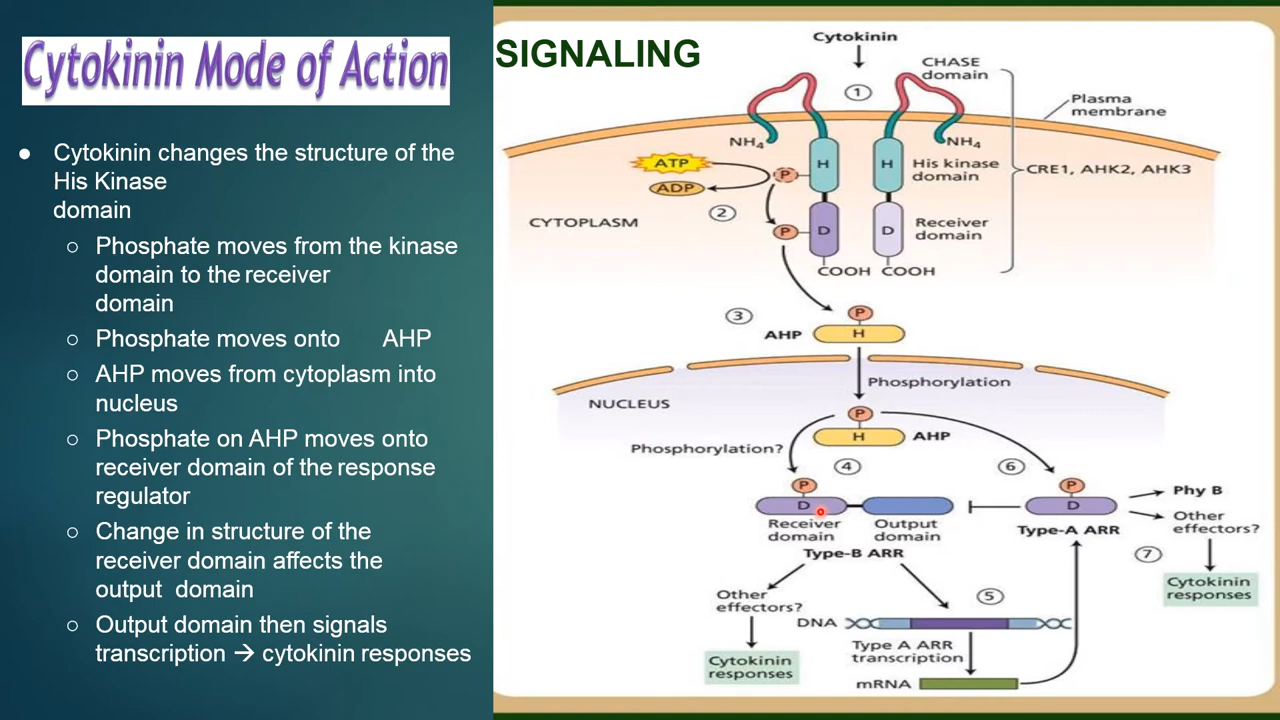 Cytokinin Mode of Action
● Cytokinin changes the structure of the
His Kinase
domain
○ Phosphate moves from the kinase
domain to the receiver
domain
○ Phosphate moves onto AHP
○ AHP moves from cytoplasm into
nucleus
○ Phosphate on AHP moves onto
receiver domain of the response
regulator
○ Change in structure of the
receiver domain affects the
output domain
○ Output domain then signals
transcription → cytokinin responses
SIGNALING
Cytokinin
CHASE
domain
1
Plasma
membrane
NH4
NH4
ATP
ADP
P
H
H
His kinase
domain
CRE1, AHK2, AHK3
2
CYTOPLASM
P
D
D
Receiver
domain
COOH
COOH
3
P
AHP
H
Phosphorylation
NUCLEUS
P
H
AHP
Phosphorylation?
4
6
P
D
Receiver
domain
Output
domain
Type-B ARR
P
D
Type-A ARR
Phy B
Other
effectors?
7
Cytokinin
responses
Other
effectors?
Cytokinin
responses
5
DNA
Type A ARR
transcription
mRNA